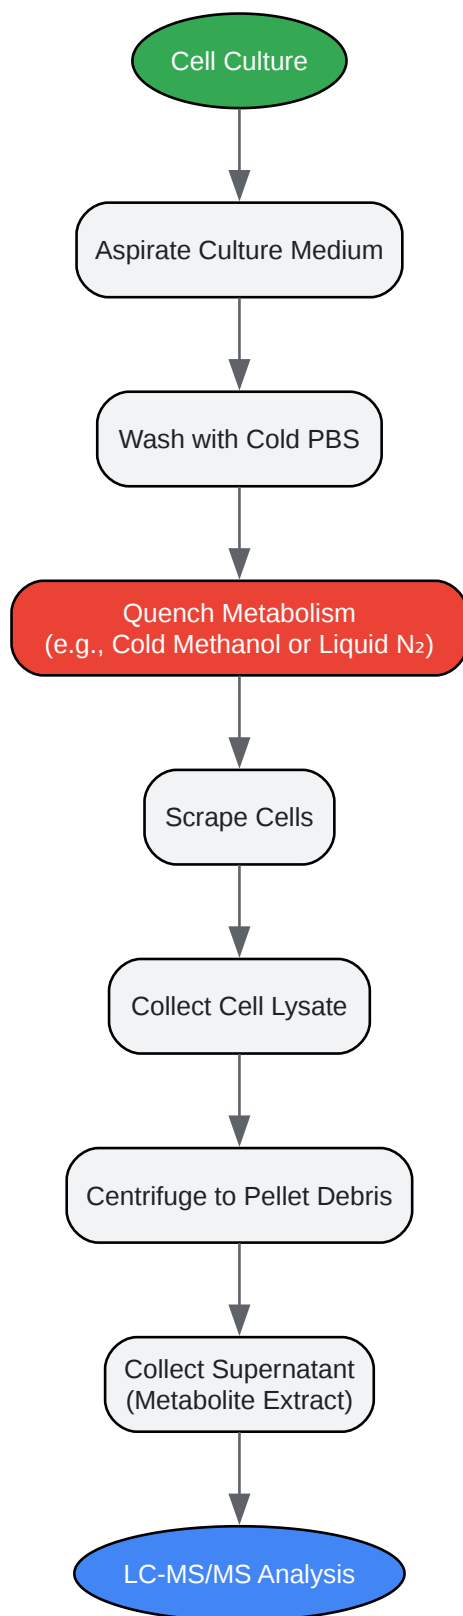 Cell Culture
Aspirate Culture Medium
Wash with Cold PBS
Quench Metabolism
(e.g., Cold Methanol or Liquid N₂)
Scrape Cells
Collect Cell Lysate
Centrifuge to Pellet Debris
Collect Supernatant
(Metabolite Extract)
LC-MS/MS Analysis